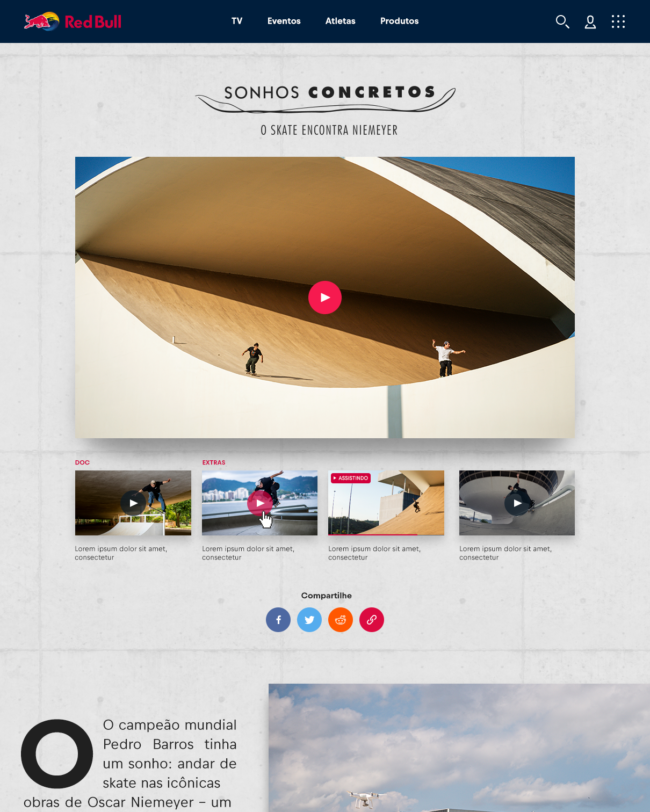 Red Bull
TV
Eventos
Atletas
Produtos
SONHOS CONCRETOS
O SKATE ENCONTRA NIEMEYER
DOC
EXTRAS
ASSISTINDO
Lorem ipsum dolor sit amet,
consectetur
Lorem ipsum dolor sit amet,
consectetur
Lorem ipsum dolor sit amet,
consectetur
Lorem ipsum dolor sit amet,
consectetur
Compartilhe
O campeão mundial
Pedro Barros tinha
um sonho: andar de
skate nas icônicas
obras de Oscar Niemeyer – um